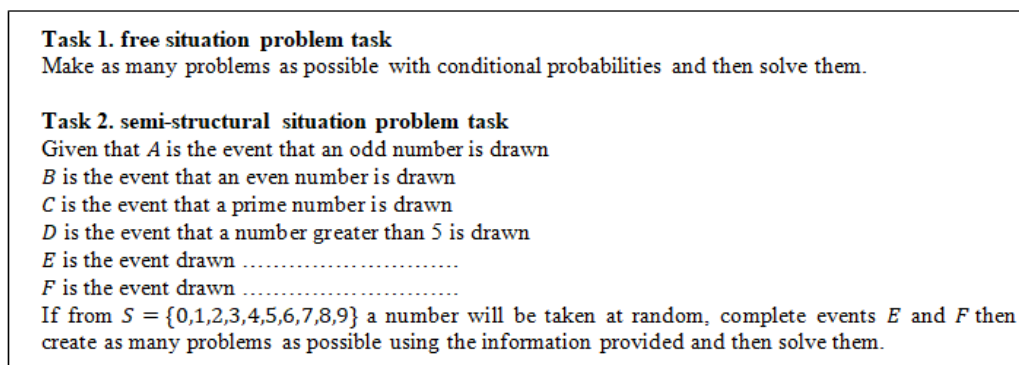 Task 1. free situation problem task
Make as many problems as possible with conditional probabilities and then solve them.
Task 2. semi-structural situation problem task
Given that A is the event that an odd number is drawn
B is the event that an even number is drawn
C is the event that a prime number is drawn
D is the event that a number greater than 5 is drawn
E is the event drawn ............................
F is the event drawn ............................
If from S = {0,1,2,3,4,5,6,7,8,9} a number will be taken at random, complete events E and F then
create as many problems as possible using the information provided and then solve them.